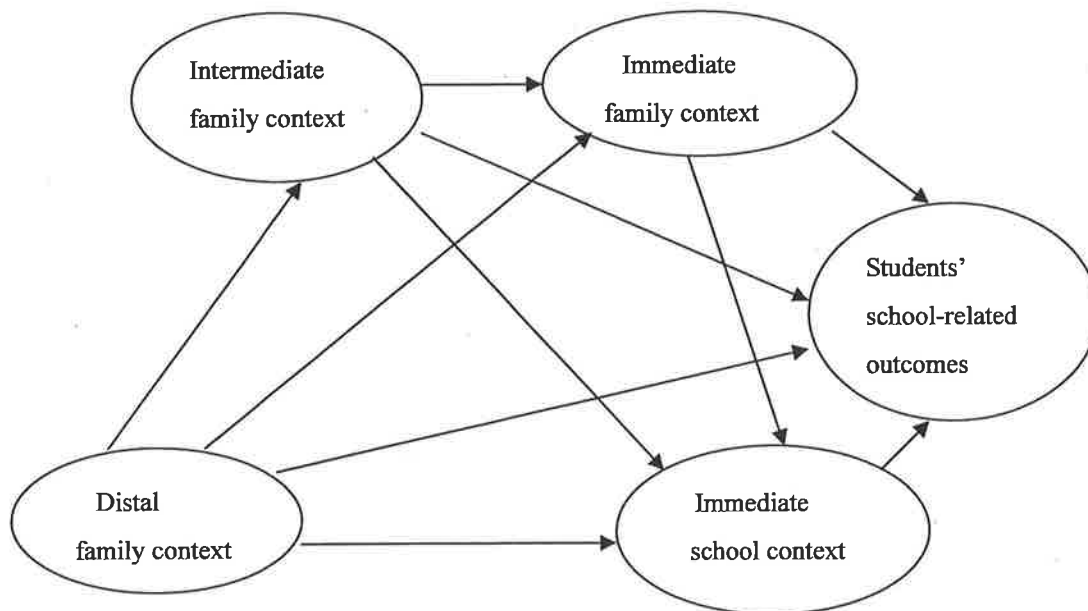 Intermediate
family context
Immediate
family context
Students’
school-related
outcomes
Distal
family context
Immediate
school context